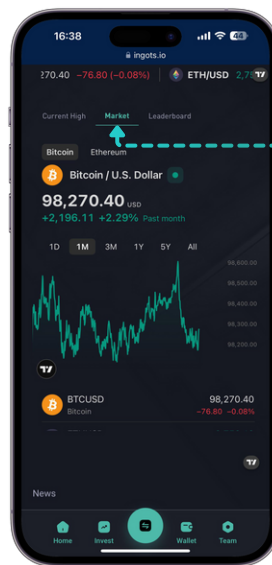 16:38
44
ingots.io
270.40 −76.80 (−0.08%) ETH/USD 2,75
Current High Market Leaderboard
Bitcoin Ethereum
Bitcoin / U.S. Dollar
98,270.40 USD
+2,196.11 +2.29% Past month
1D 1M 3M 1Y 5Y All
98,600.00
98,500.00
98,400.00
98,300.00
98,200.00
BTCUSD 98,270.40
Bitcoin −76.80 −0.08%
News
Home Invest Wallet Team